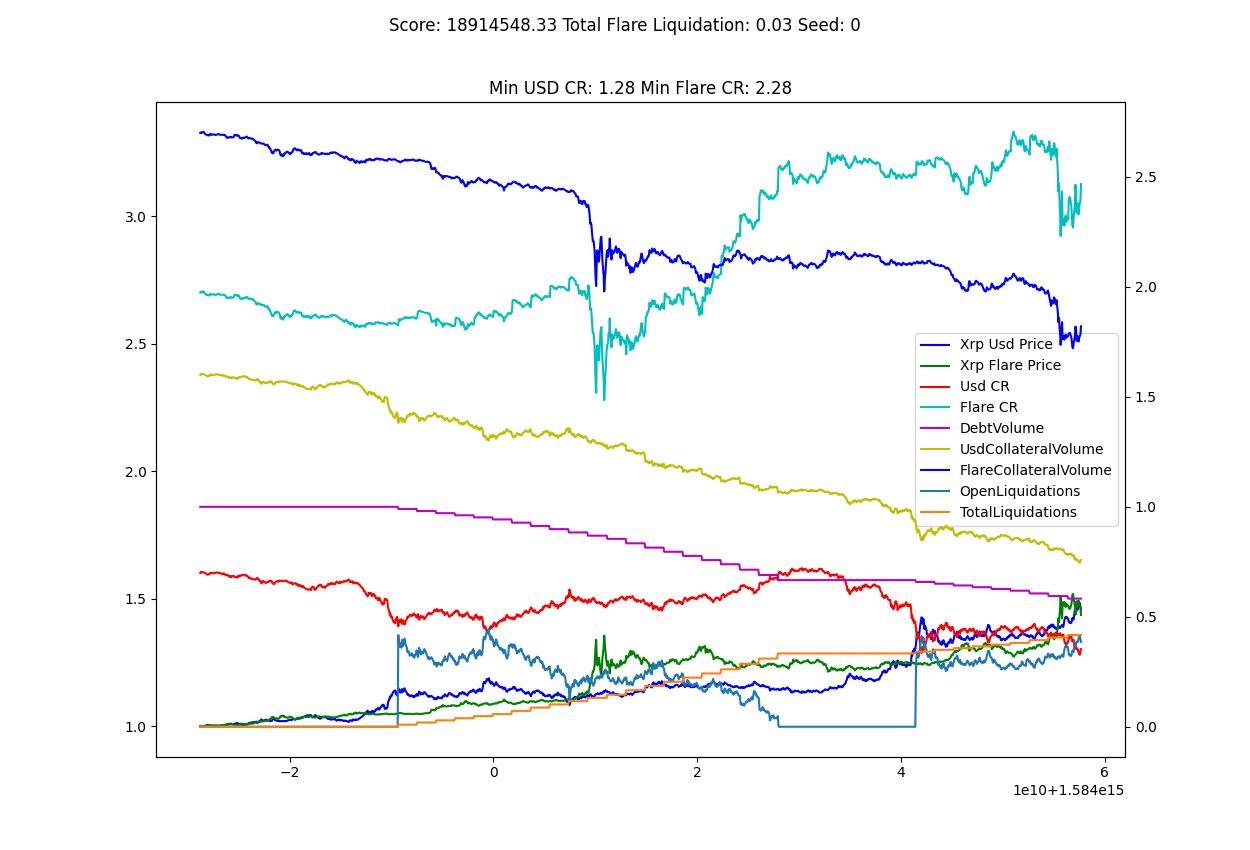 Score: 18914548.33 Total Flare Liquidation: 0.03 Seed: 0
Min USD CR: 1.28 Min Flare CR: 2.28
3.0
2.5
2.0
1.5
1.0
2.5
2.0
1.5
1.0
0.5
0.0
Xrp Usd Price
Xrp Flare Price
Usd CR
Flare CR
DebtVolume
UsdCollateralVolume
FlareCollateralVolume
OpenLiquidations
TotalLiquidations
−2 0 2 4 6
1e10+1.584e15